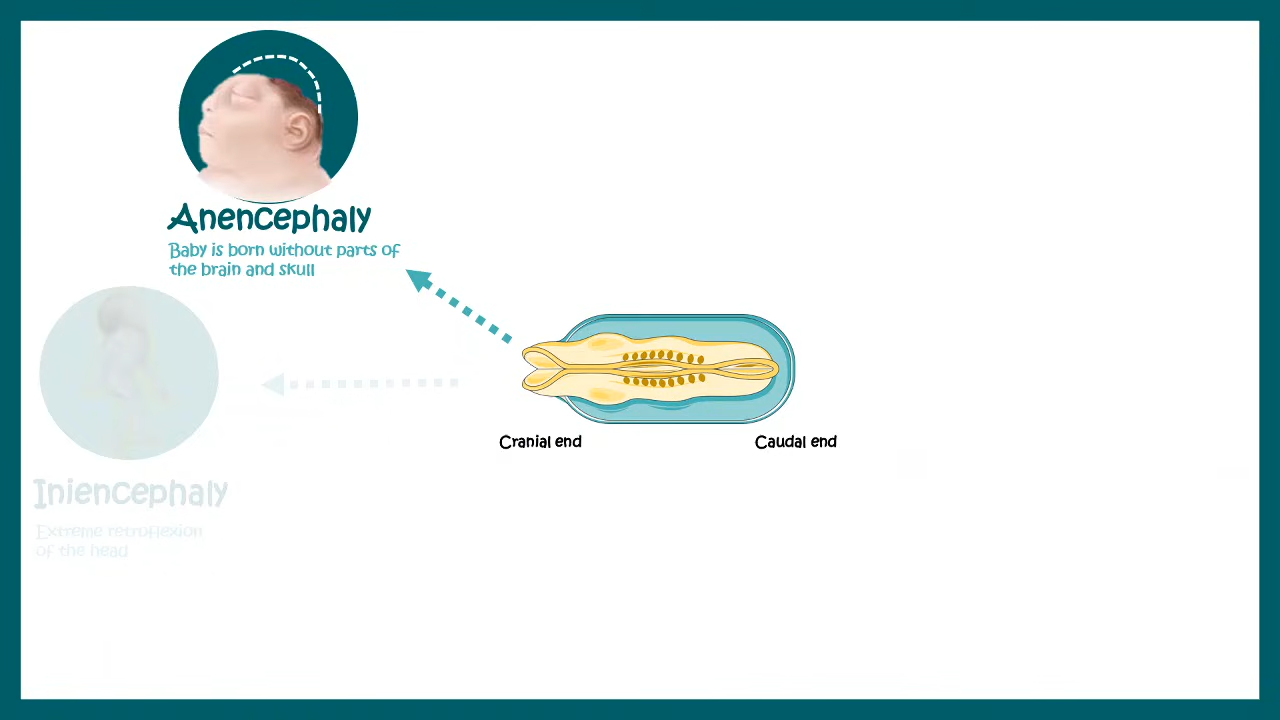 Anencephaly
Baby is born without parts of
the brain and skull
Cranial end
Caudal end
Iniencephaly
Extreme retroflexion
of the head